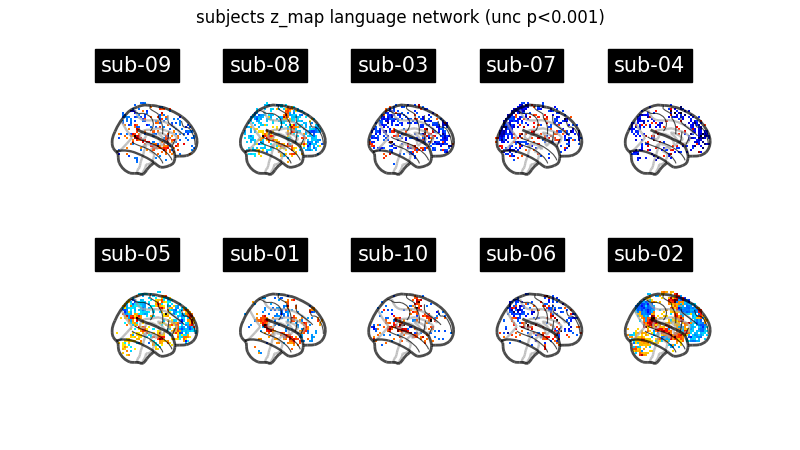 subjects z_map language network (unc p<0.001)
sub-09 sub-08 sub-03 sub-07 sub-04
sub-05 sub-01 sub-10 sub-06 sub-02